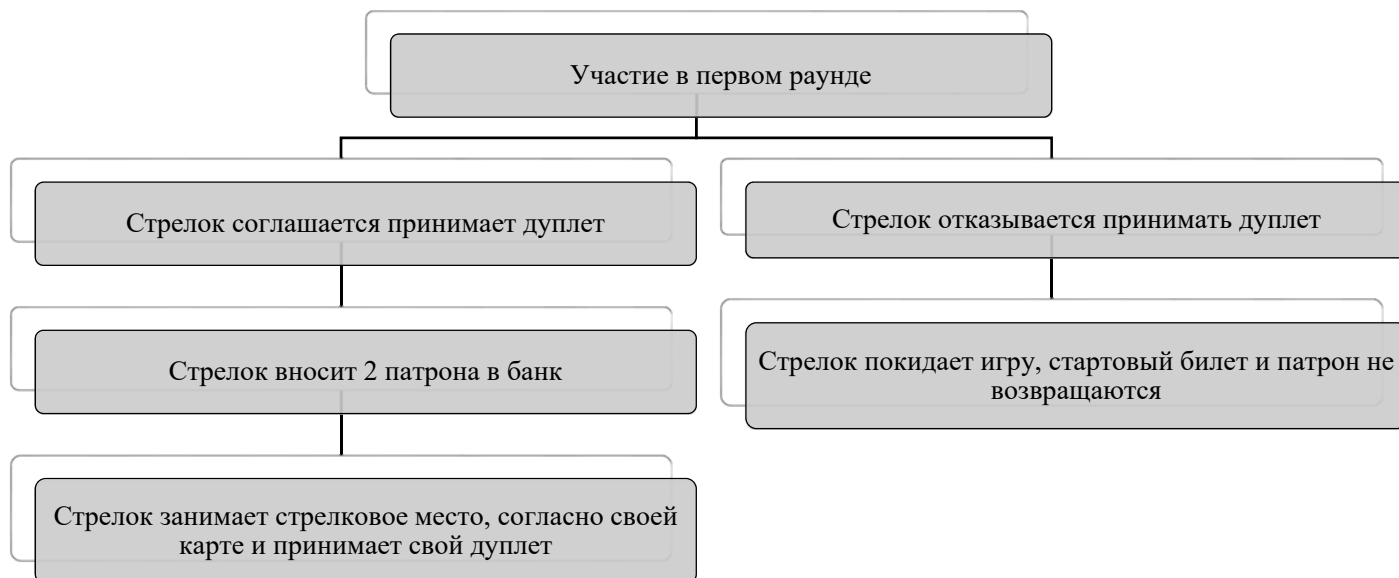 Участие в первом раунде
Стрелок соглашается принимает дуплет
Стрелок отказывается принимать дуплет
Стрелок вносит 2 патрона в банк
Стрелок покидает игру, стартовый билет и патрон не
возвращаются
Стрелок занимает стрелковое место, согласно своей
карте и принимает свой дуплет